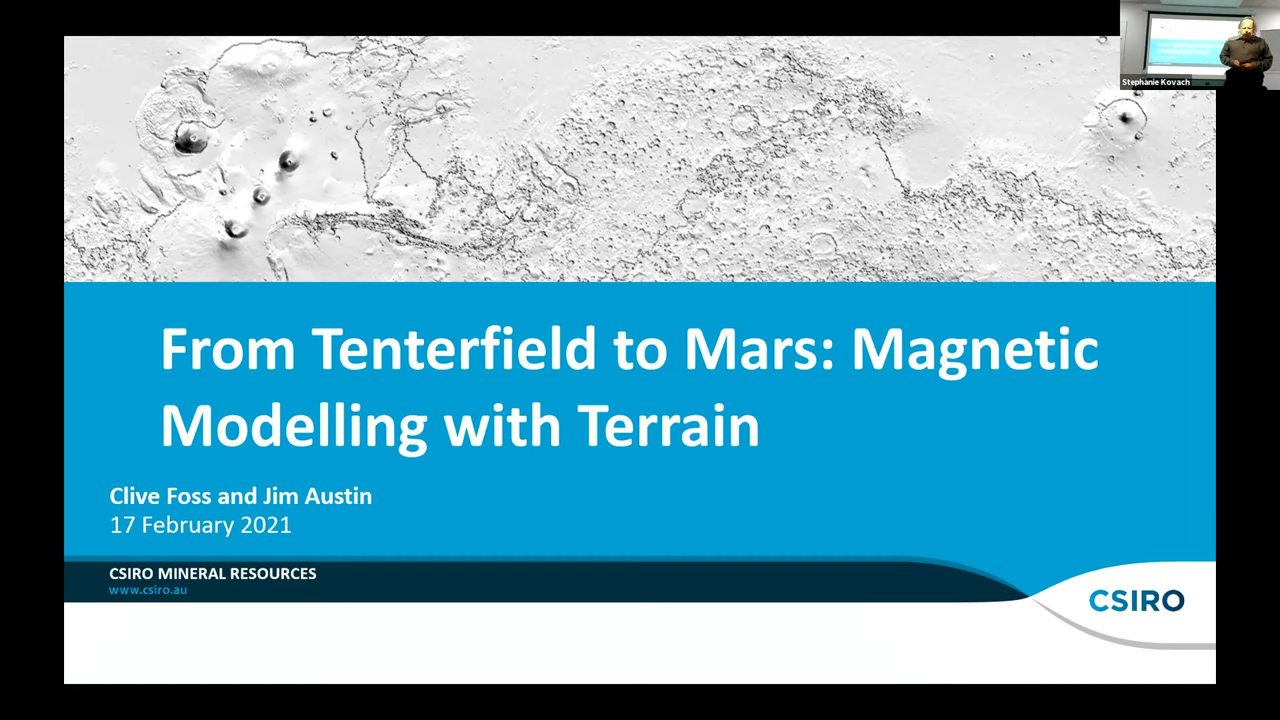 Stephanie Kovach
From Tenterfield to Mars: Magnetic
Modelling with Terrain
Clive Foss and Jim Austin
17 February 2021
CSIRO MINERAL RESOURCES
www.csiro.au
CSIRO